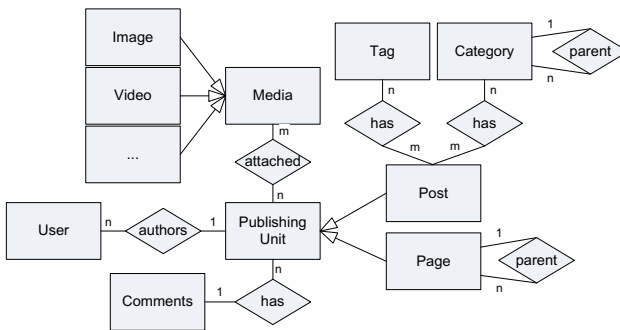 Image
Video
...
Media
Tag
Category
1
parent
n
n
n
has
has
m
m
m
attached
n
Post
User
n
authors
1
Publishing
Unit
Page
1
parent
n
n
Comments
1
has